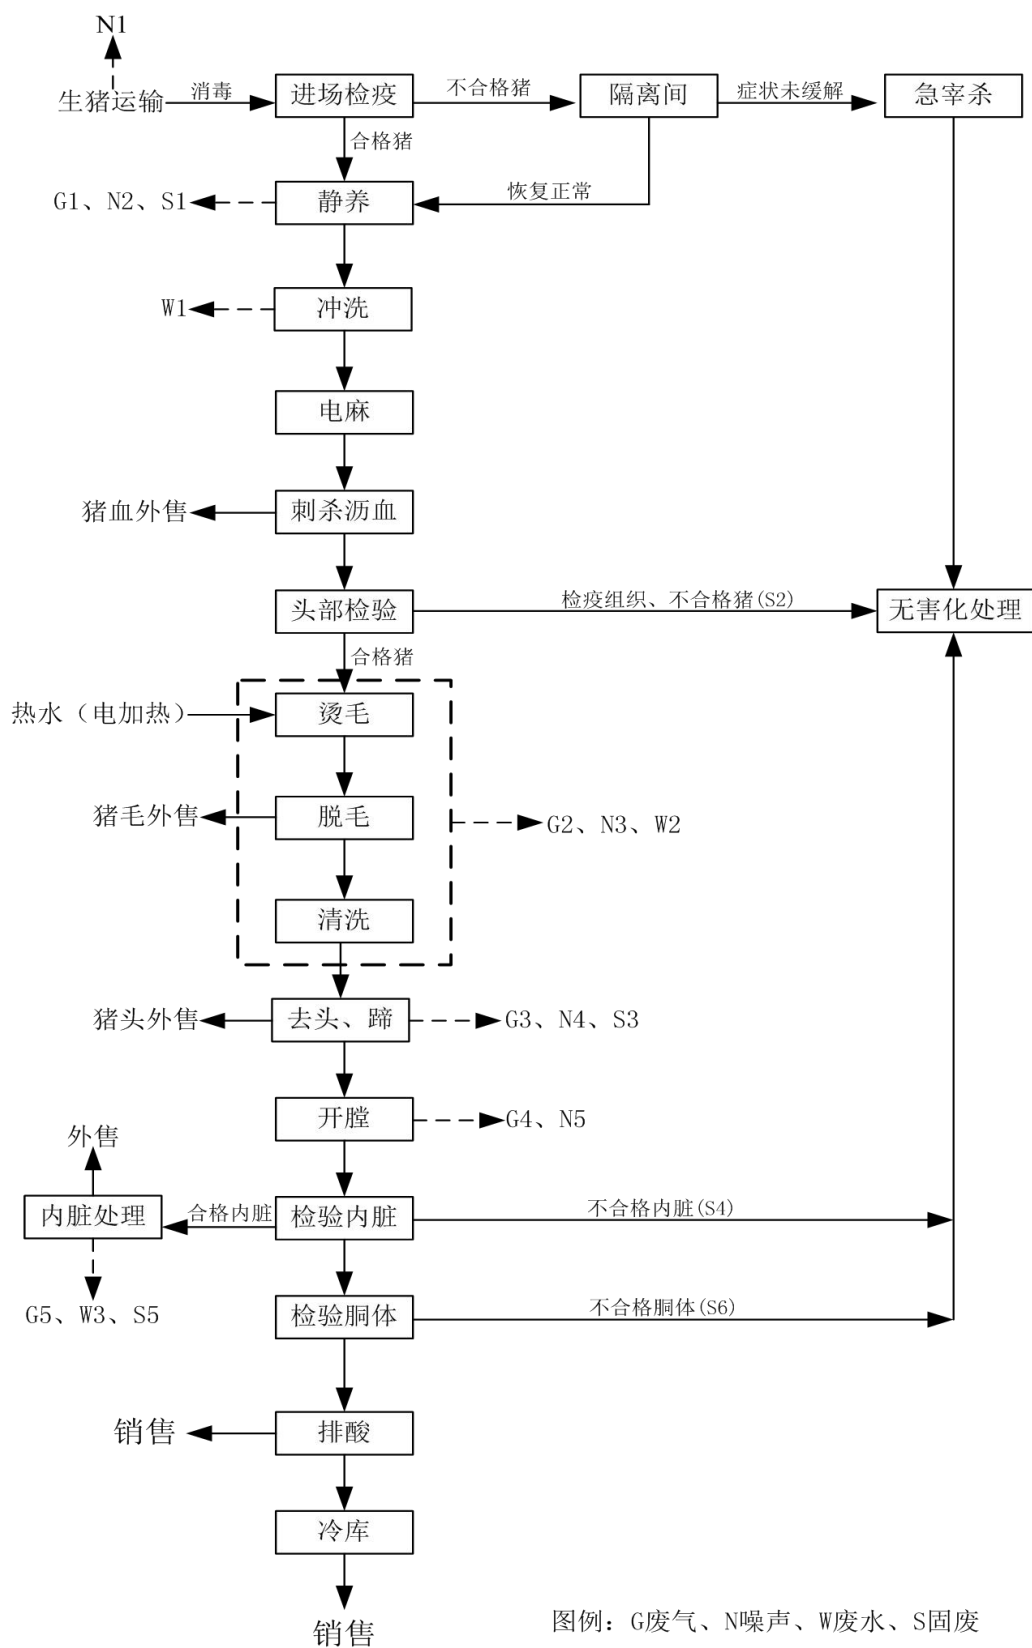 N1
生猪运输
消毒
进场检疫
不合格猪
隔离间
症状未缓解
急宰杀
合格猪
G1、N2、S1
静养
恢复正常
W1
冲洗
电麻
猪血外售
刺杀沥血
头部检验
检疫组织、不合格猪(S2)
无害化处理
合格猪
热水（电加热）
烫毛
猪毛外售
脱毛
G2、N3、W2
清洗
猪头外售
去头、蹄
G3、N4、S3
开膛
G4、N5
外售
内脏处理
合格内脏
检验内脏
不合格内脏(S4)
G5、W3、S5
检验胴体
不合格胴体(S6)
销售
排酸
冷库
销售
图例：G废气、N噪声、W废水、S固废